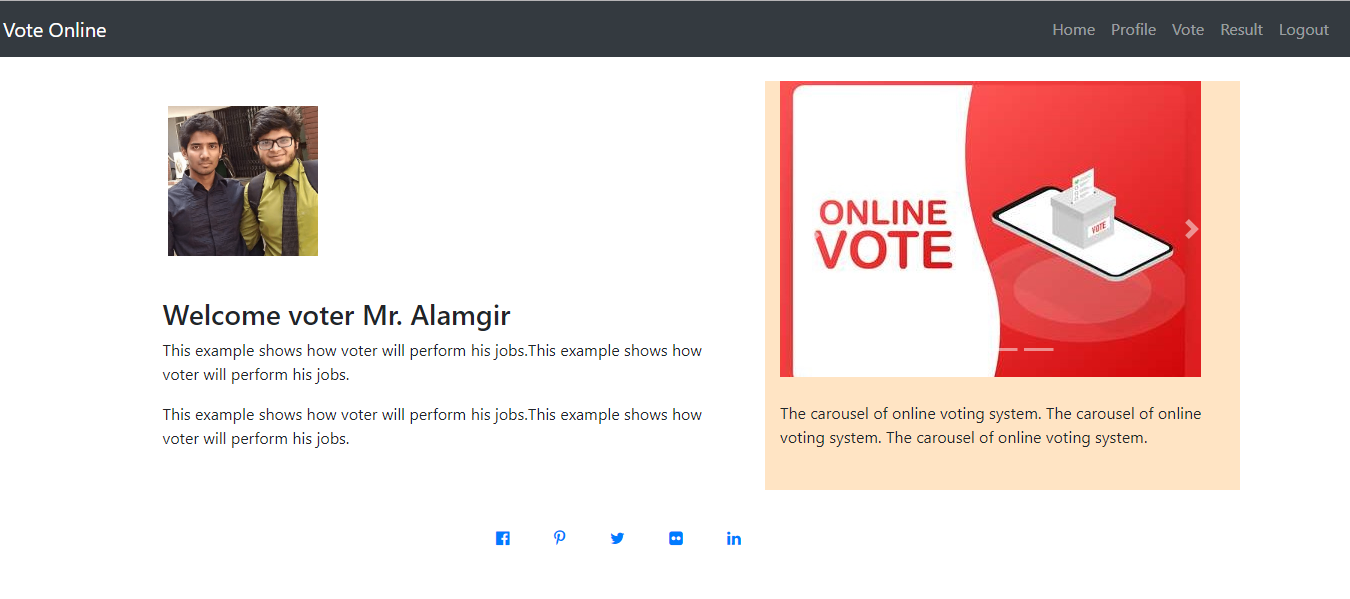 Vote Online
Home Profile Vote Result Logout
Welcome voter Mr. Alamgir
This example shows how voter will perform his jobs.This example shows how
voter will perform his jobs.
This example shows how voter will perform his jobs.This example shows how
voter will perform his jobs.
ONLINE
VOTE
VOTE
The carousel of online voting system. The carousel of online
voting system. The carousel of online voting system.